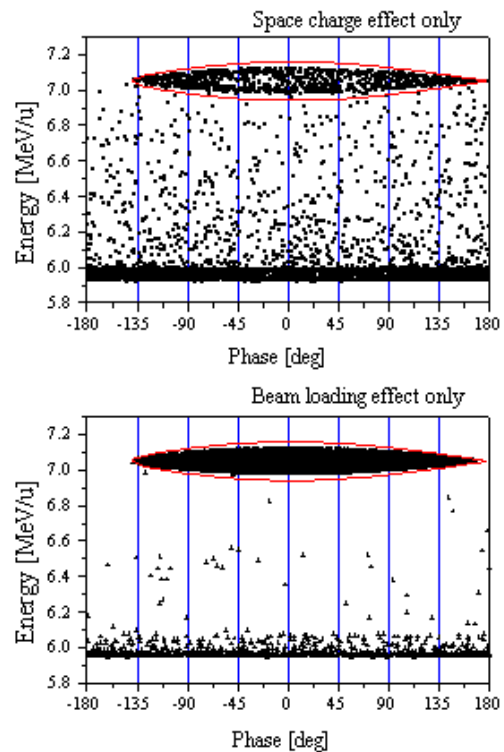 Space charge effect only
Energy [MeV/u]
7.2
7.0
6.8
6.6
6.4
6.2
6.0
5.8
-180 -135 -90 -45 0 45 90 135 180
Phase [deg]
Beam loading effect only
Energy [MeV/u]
7.2
7.0
6.8
6.6
6.4
6.2
6.0
5.8
-180 -135 -90 -45 0 45 90 135 180
Phase [deg]